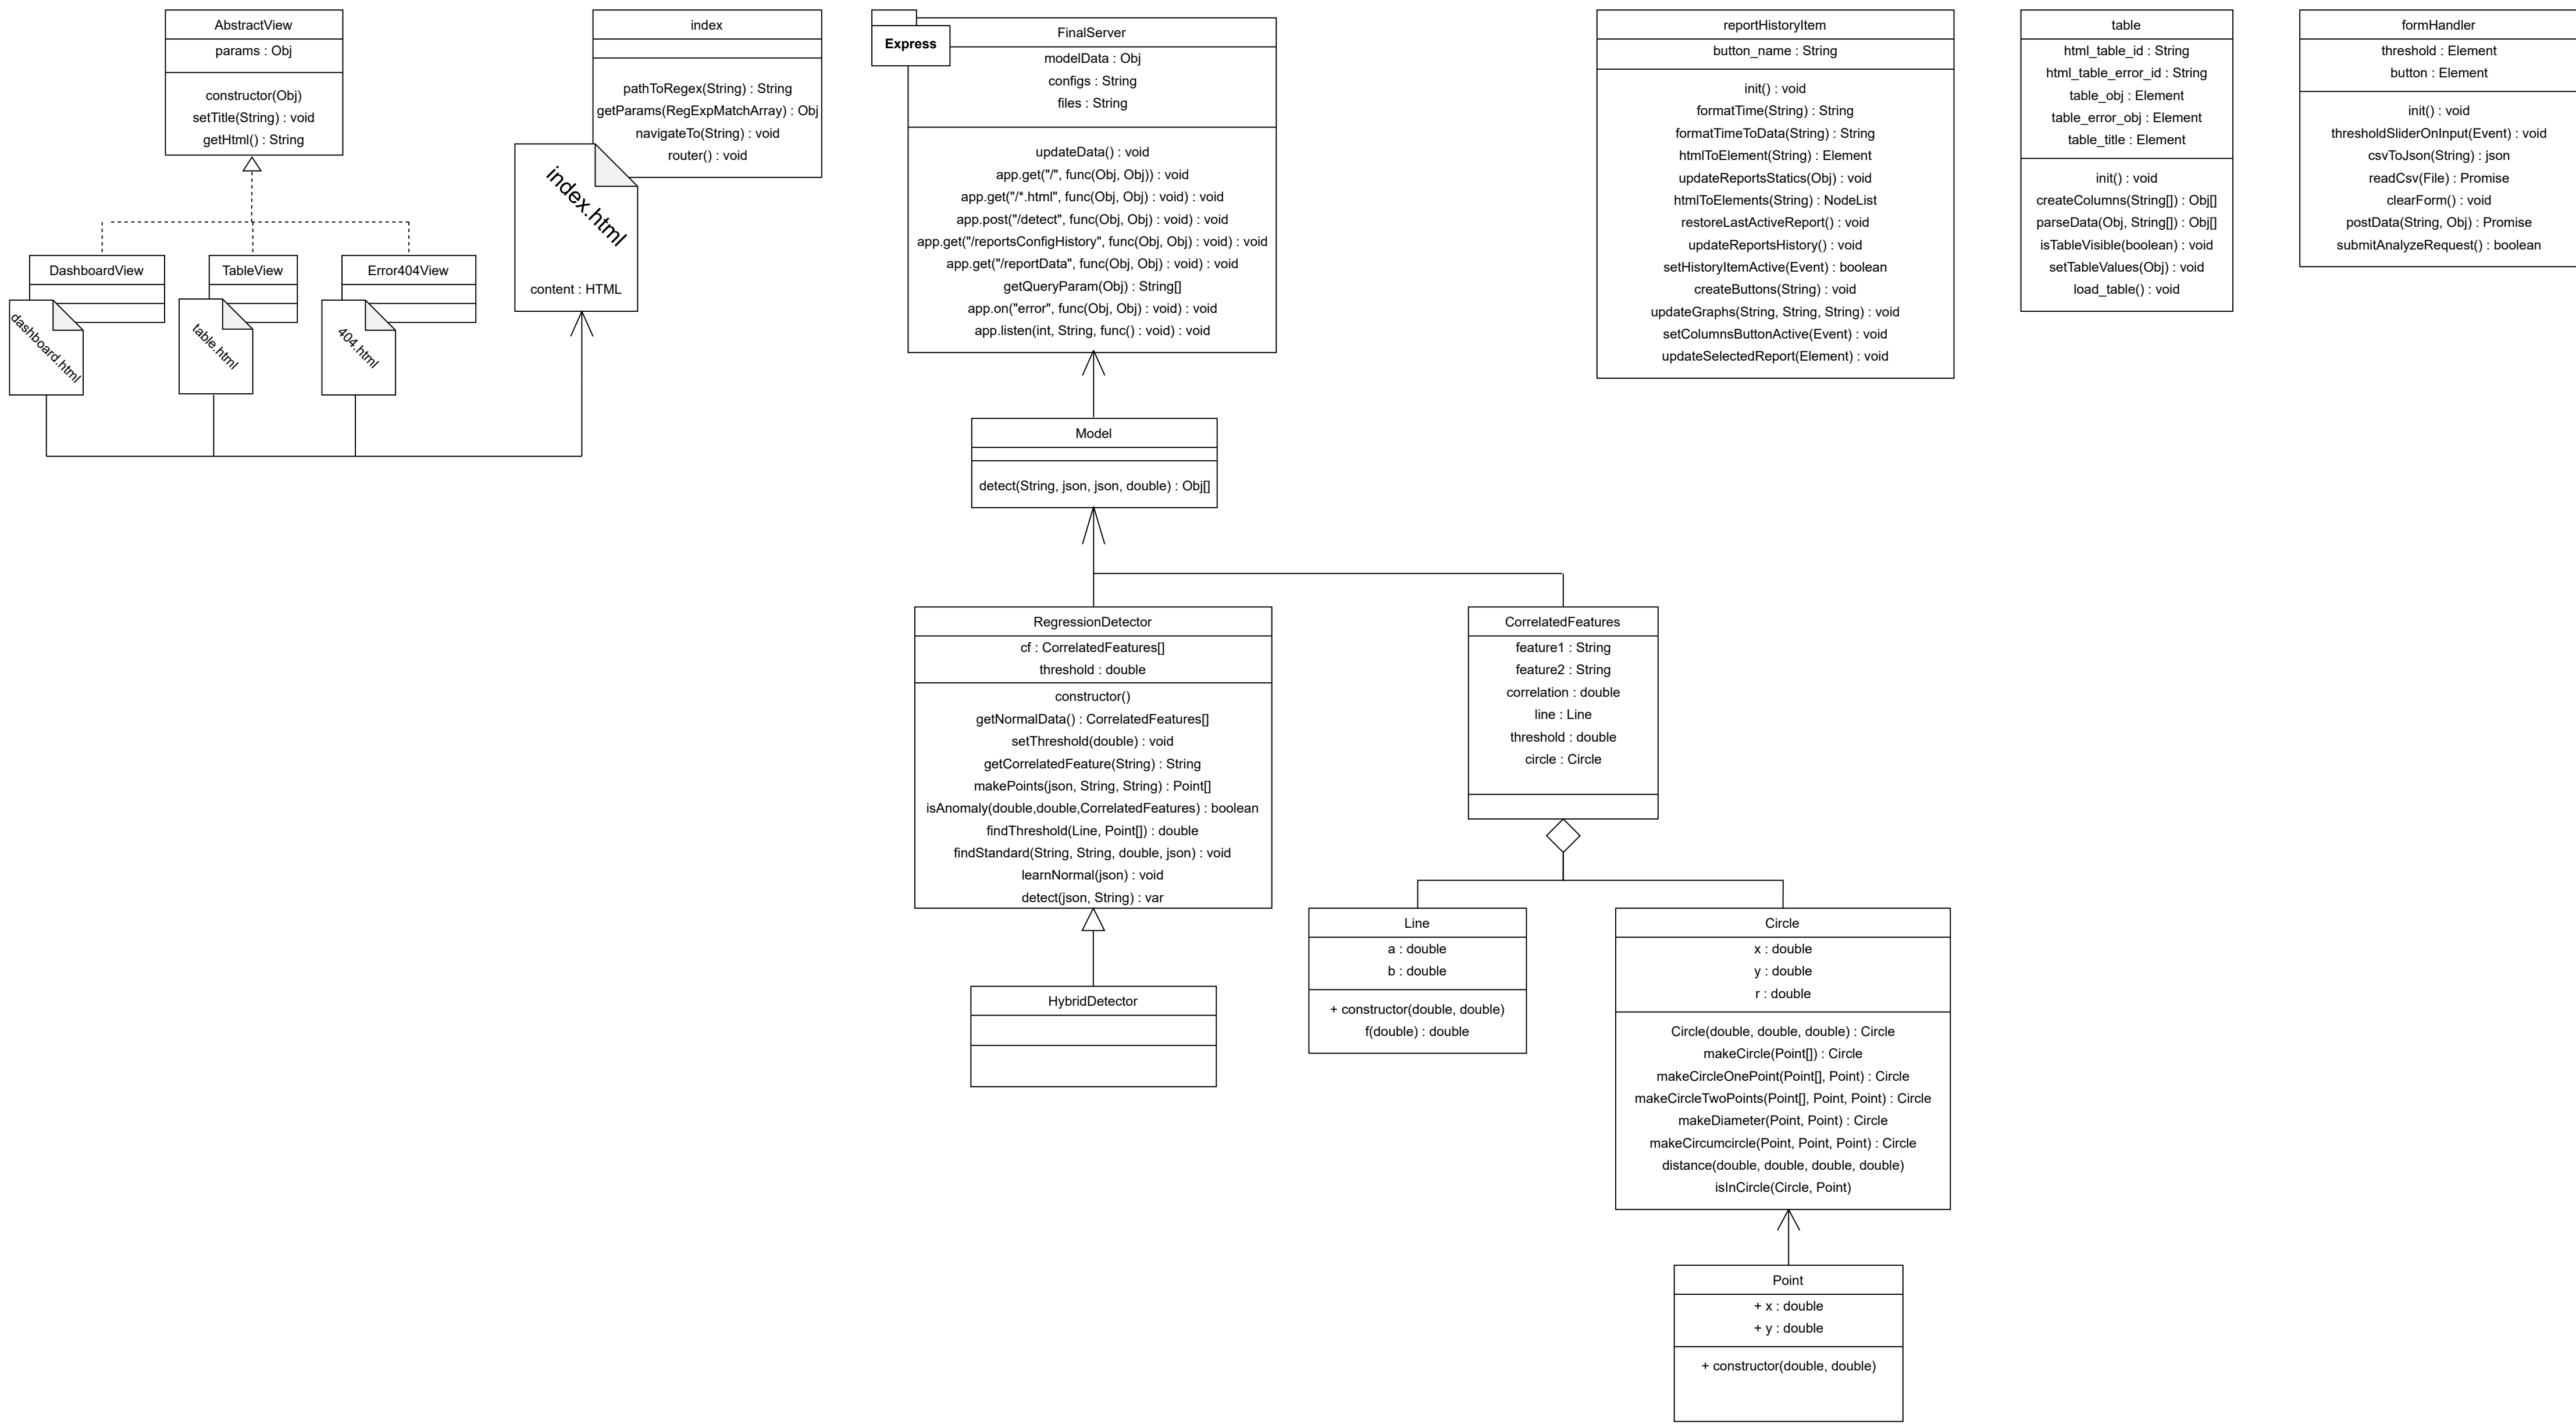 AbstractView
params : Obj
constructor(Obj)
setTitle(String) : void
getHtml() : String
DashboardView
dashboard.html
TableView
table.html
Error404View
404.html
index
pathToRegex(String) : String
getParams(RegExpMatchArray) : Obj
navigateTo(String) : void
router() : void
index.html
content : HTML
Express
FinalServer
modelData : Obj
configs : String
files : String
updateData() : void
app.get("/", func(Obj, Obj)) : void
app.get("/*.html", func(Obj, Obj) : void) : void
app.post("/detect", func(Obj, Obj) : void) : void
app.get("/reportsConfigHistory", func(Obj, Obj) : void) : void
app.get("/reportData", func(Obj, Obj) : void) : void
getQueryParam(Obj) : String[]
app.on("error", func(Obj, Obj) : void) : void
app.listen(int, String, func() : void) : void
reportHistoryItem
button_name : String
init() : void
formatTime(String) : String
formatTimeToData(String) : String
htmlToElement(String) : Element
updateReportsStatics(Obj) : void
htmlToElements(String) : NodeList
restoreLastActiveReport() : void
updateReportsHistory() : void
setHistoryItemActive(Event) : boolean
createButtons(String) : void
updateGraphs(String, String, String) : void
setColumnsButtonActive(Event) : void
updateSelectedReport(Element) : void
table
html_table_id : String
html_table_error_id : String
table_obj : Element
table_error_obj : Element
table_title : Element
init() : void
createColumns(String[]) : Obj[]
parseData(Obj, String[]) : Obj[]
isTableVisible(boolean) : void
setTableValues(Obj) : void
load_table() : void
formHandler
threshold : Element
button : Element
init() : void
thresholdSliderOnInput(Event) : void
csvToJson(String) : json
readCsv(File) : Promise
clearForm() : void
postData(String, Obj) : Promise
submitAnalyzeRequest() : boolean
Model
detect(String, json, json, double) : Obj[]
RegressionDetector
cf : CorrelatedFeatures[]
threshold : double
constructor()
getNormalData() : CorrelatedFeatures[]
setThreshold(double) : void
getCorrelatedFeature(String) : String
makePoints(json, String, String) : Point[]
isAnomaly(double,double,CorrelatedFeatures) : boolean
findThreshold(Line, Point[]) : double
findStandard(String, String, double, json) : void
learnNormal(json) : void
detect(json, String) : var
CorrelatedFeatures
feature1 : String
feature2 : String
correlation : double
line : Line
threshold : double
circle : Circle
HybridDetector
Line
a : double
b : double
+ constructor(double, double)
f(double) : double
Circle
x : double
y : double
r : double
Circle(double, double, double) : Circle
makeCircle(Point[]) : Circle
makeCircleOnePoint(Point[], Point) : Circle
makeCircleTwoPoints(Point[], Point, Point) : Circle
makeDiameter(Point, Point) : Circle
makeCircumcircle(Point, Point, Point) : Circle
distance(double, double, double, double)
isInCircle(Circle, Point)
Point
+ x : double
+ y : double
+ constructor(double, double)